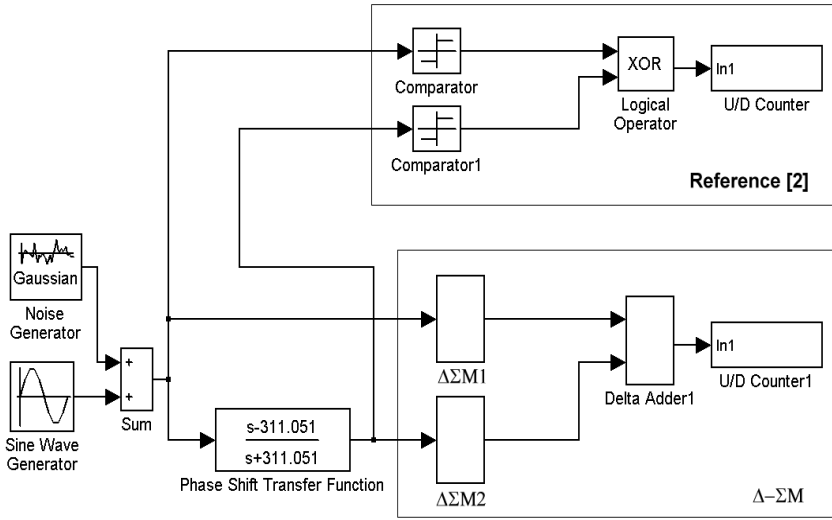 Comparator
XOR
Logical
Operator
In1
U/D Counter
Comparator1
Reference [2]
Gaussian
Noise
Generator
+
+
Sum
Sine Wave
Generator
s-311.051
s+311.051
Phase Shift Transfer Function
ΔΣM1
ΔΣM2
Delta Adder1
In1
U/D Counter1
Δ–ΣM